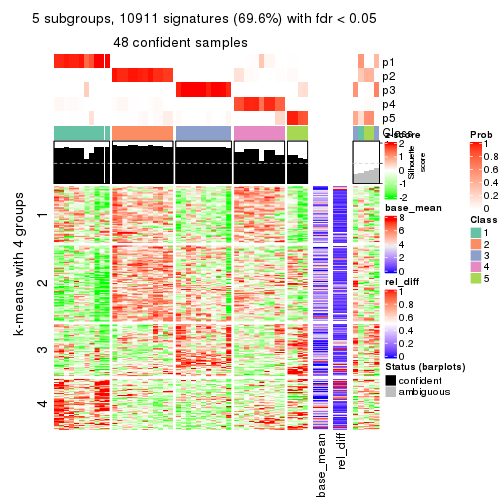 5 subgroups, 10911 signatures (69.6%) with fdr < 0.05
48 confident samples
p1
p2
p3
p4
p5
Class
z-score
2
1
0
-1
-2
Silhouette
score
base_mean
8
6
4
2
0
rel_diff
1
0.8
0.6
0.4
0.2
0
Status (barplots)
confident
ambiguous
Prob
1
0.8
0.6
0.4
0.2
0
Class
1
2
3
4
5
k-means with 4 groups
1
2
3
4
base_mean
rel_diff